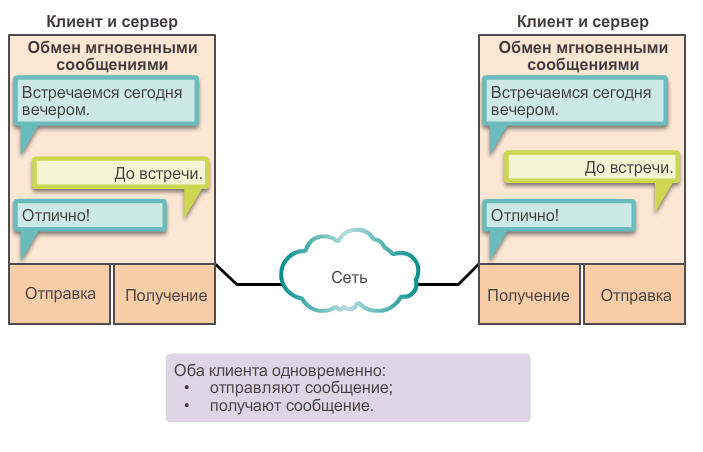 Клиент и сервер
Обмен мгновенными
сообщениями
Встречаемся сегодня
вечером.
До встречи.
Отлично!
Отправка
Получение
Сеть
Клиент и сервер
Обмен мгновенными
сообщениями
Встречаемся сегодня
вечером.
До встречи.
Отлично!
Получение
Отправка
Оба клиента одновременно:
• отправляют сообщение;
• получают сообщение.